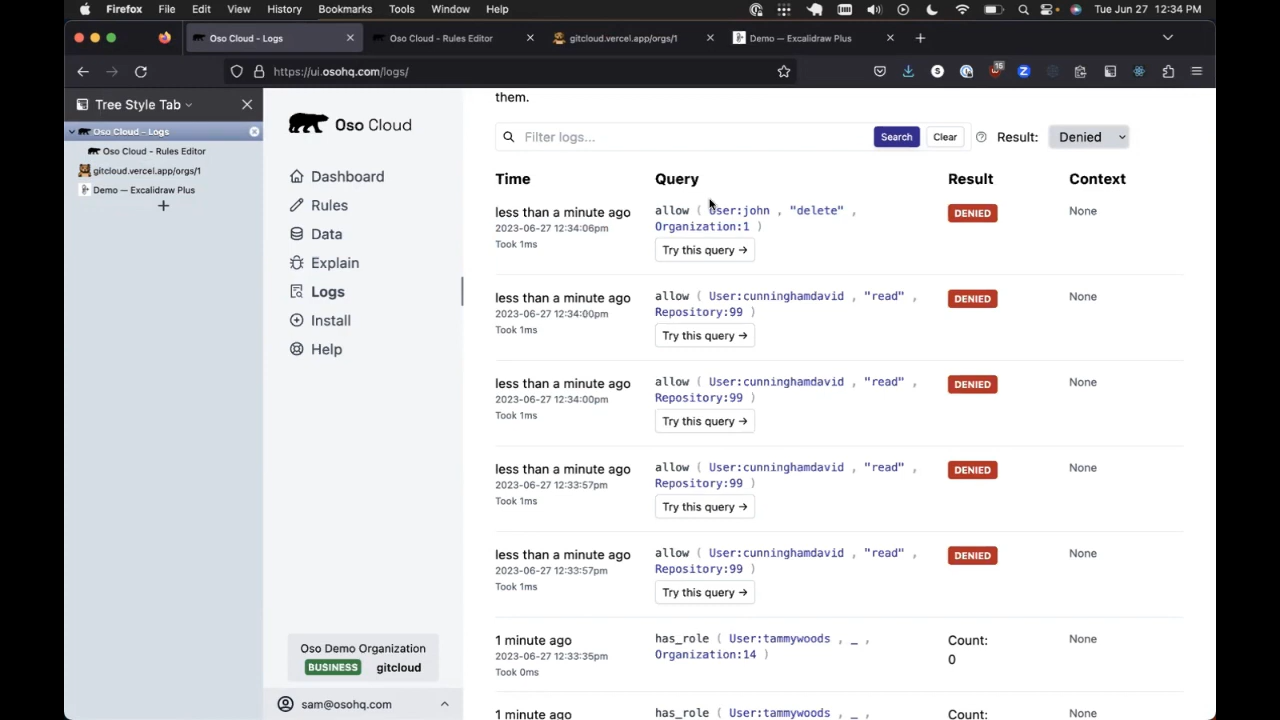 Firefox File Edit View History Bookmarks Tools Window Help Tue Jun 27 12:34 PM
Oso Cloud - Logs Oso Cloud - Rules Editor gitcloud.vercel.app/orgs/1 Demo — Excalidraw Plus
https://ui.osohq.com/logs/ 15
Tree Style Tab
Oso Cloud - Logs
Oso Cloud - Rules Editor
gitcloud.vercel.app/orgs/1
Demo — Excalidraw Plus
Oso Cloud
Dashboard
Rules
Data
Explain
Logs
Install
Help
Oso Demo Organization
BUSINESS gitcloud
sam@osohq.com
them.
Filter logs... Search Clear Result: Denied
Time Query Result Context
less than a minute ago allow ( User:john , "delete" , DENIED None
2023-06-27 12:34:06pm Organization:1 )
Took 1ms Try this query →
less than a minute ago allow ( User:cunninghamdavid , "read" , DENIED None
2023-06-27 12:34:00pm Repository:99 )
Took 1ms Try this query →
less than a minute ago allow ( User:cunninghamdavid , "read" , DENIED None
2023-06-27 12:34:00pm Repository:99 )
Took 1ms Try this query →
less than a minute ago allow ( User:cunninghamdavid , "read" , DENIED None
2023-06-27 12:33:57pm Repository:99 )
Took 1ms Try this query →
less than a minute ago allow ( User:cunninghamdavid , "read" , DENIED None
2023-06-27 12:33:57pm Repository:99 )
Took 1ms Try this query →
1 minute ago has_role ( User:tammywoods , _ , Count: None
2023-06-27 12:33:35pm Organization:14 ) 0
Took 0ms
1 minute ago has_role ( User:tammywoods , _ , Count: None